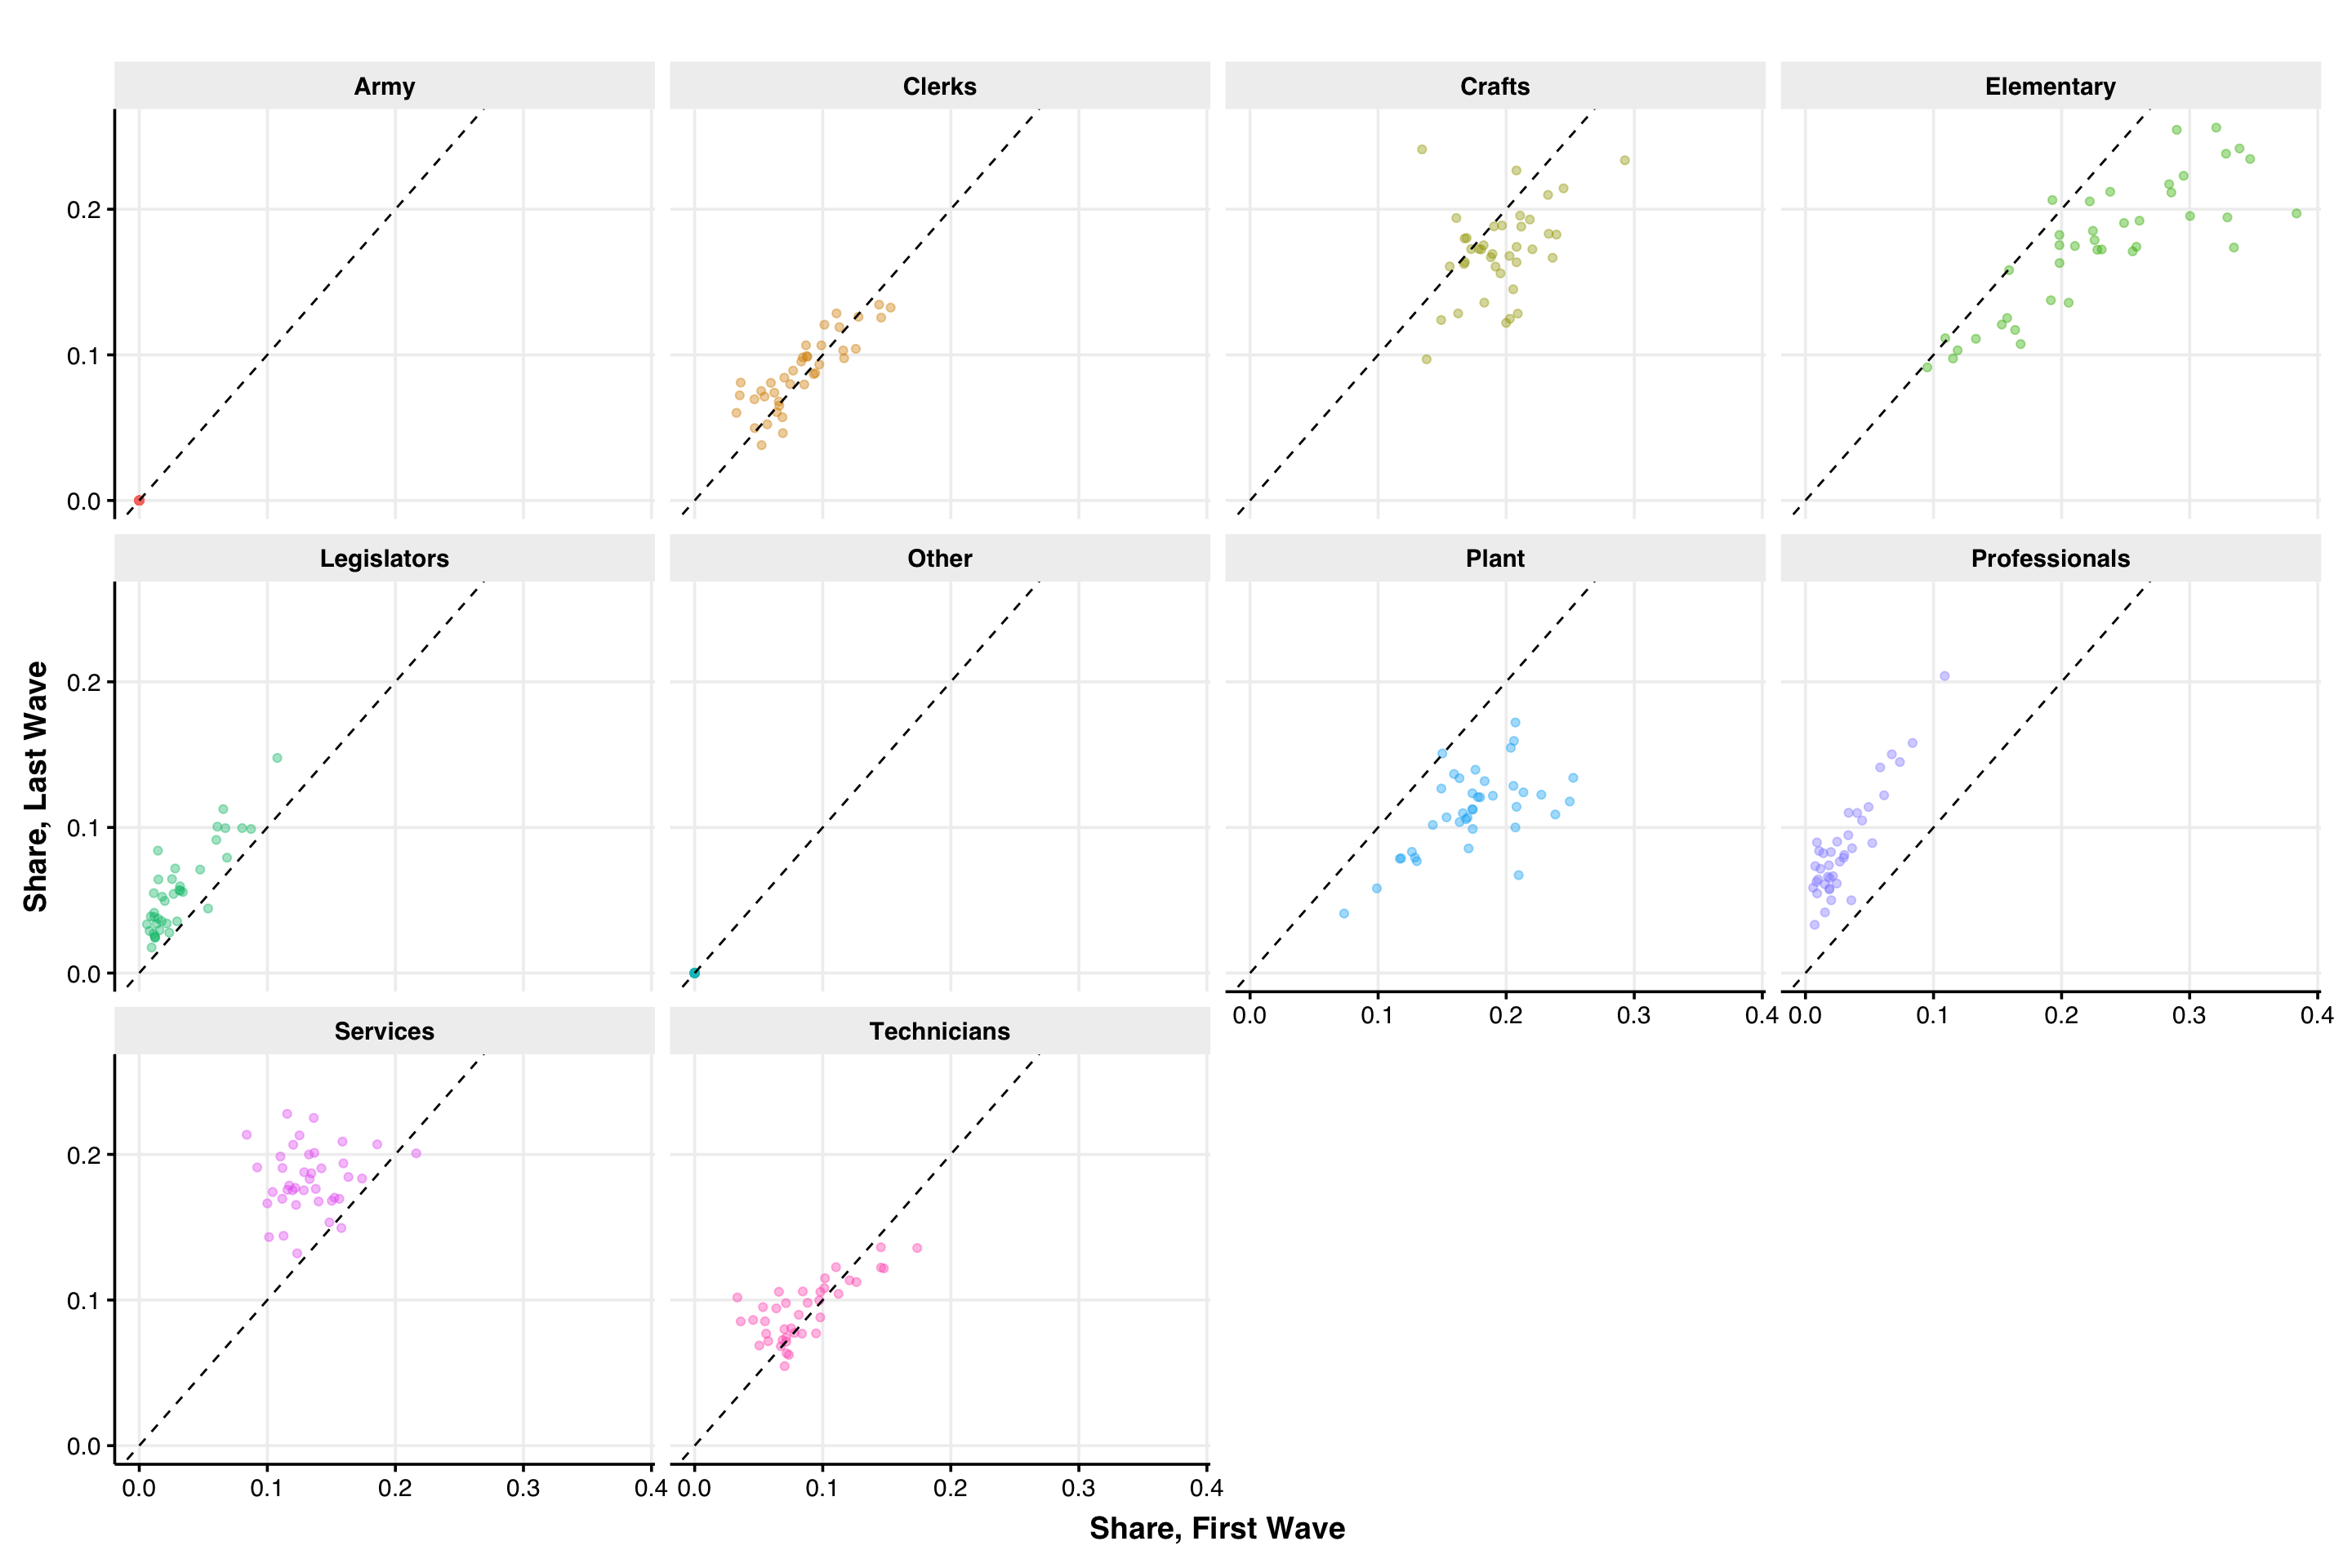 Army Clerks Crafts Elementary
0.2
0.1
0.0
Legislators Other Plant Professionals
0.2
0.1
0.0
0.0 0.1 0.2 0.3 0.4 0.0 0.1 0.2 0.3 0.4
Services Technicians
0.2
0.1
0.0
0.0 0.1 0.2 0.3 0.4 0.0 0.1 0.2 0.3 0.4
Share, First Wave
Share, Last Wave